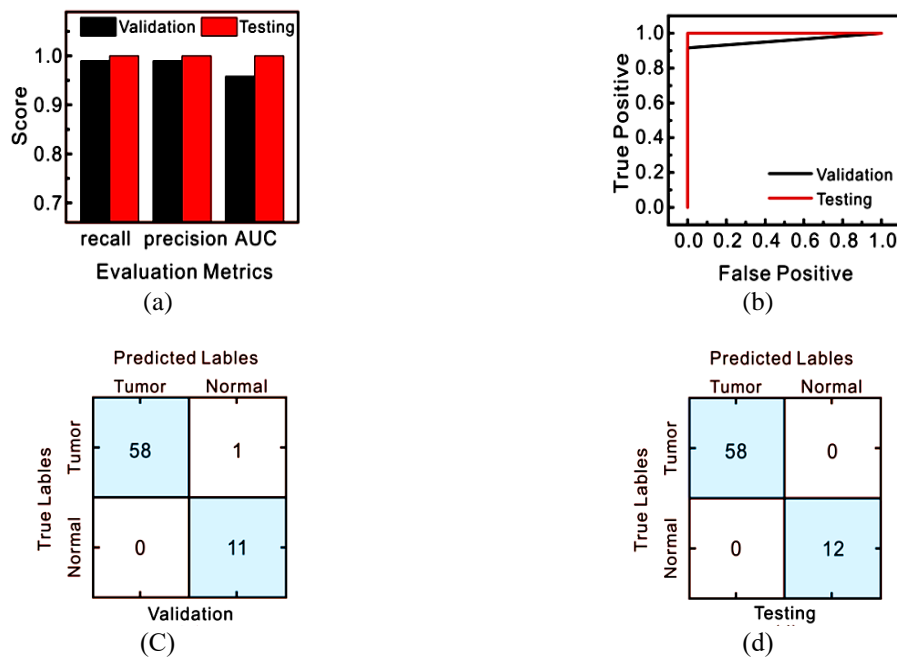 Validation Testing
1.0
0.9
0.8
0.7
Score
recall precision AUC
Evaluation Metrics
(a)
1.0
0.8
0.6
0.4
0.2
0.0
True Positive
Validation
Testing
0.0 0.2 0.4 0.6 0.8 1.0
False Positive
(b)
Predicted Lables
Tumor Normal
True Lables
Tumor
Normal
58 1
0 11
Validation
(C)
Predicted Lables
Tumor Normal
True Lables
Tumor
Normal
58 0
0 12
Testing
(d)